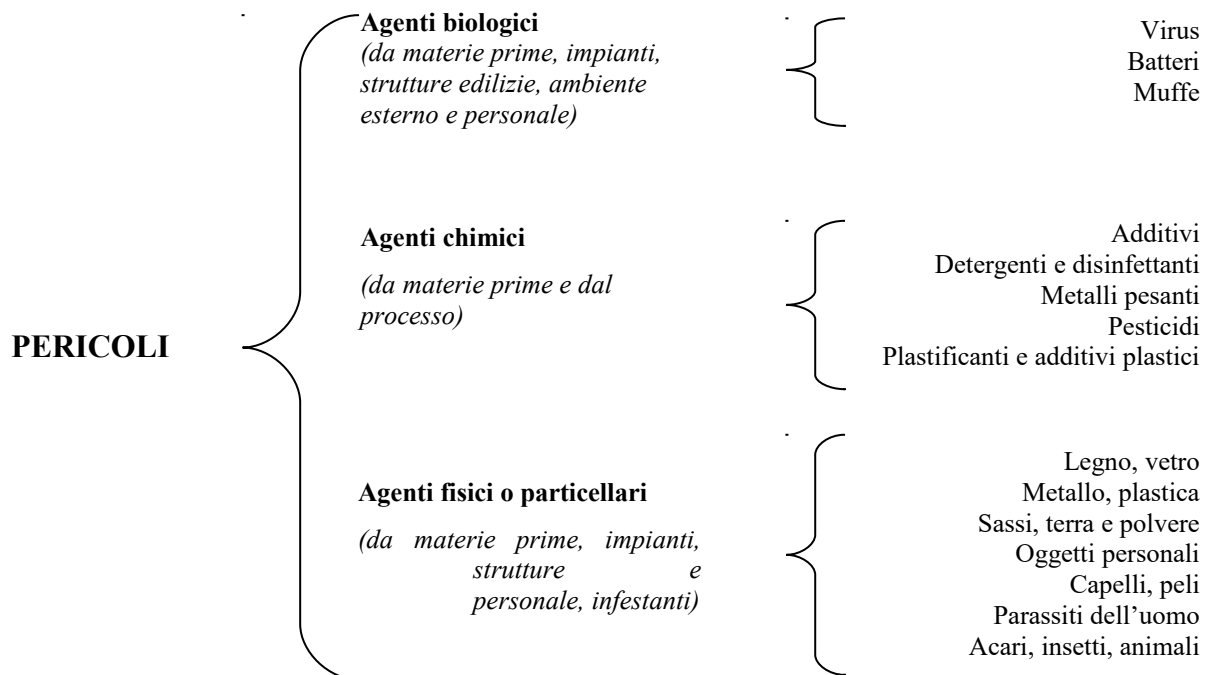 Agenti biologici
(da materie prime, impianti,
strutture edilizie, ambiente
esterno e personale)
Virus
Batteri
Muffe
Agenti chimici
(da materie prime e dal
processo)
Additivi
Detergenti e disinfettanti
Metalli pesanti
Pesticidi
Plastificanti e additivi plastici
PERICOLI
Agenti fisici o particellari
(da materie prime, impianti,
strutture e
personale, infestanti)
Legno, vetro
Metallo, plastica
Sassi, terra e polvere
Oggetti personali
Capelli, peli
Parassiti dell’uomo
Acari, insetti, animali